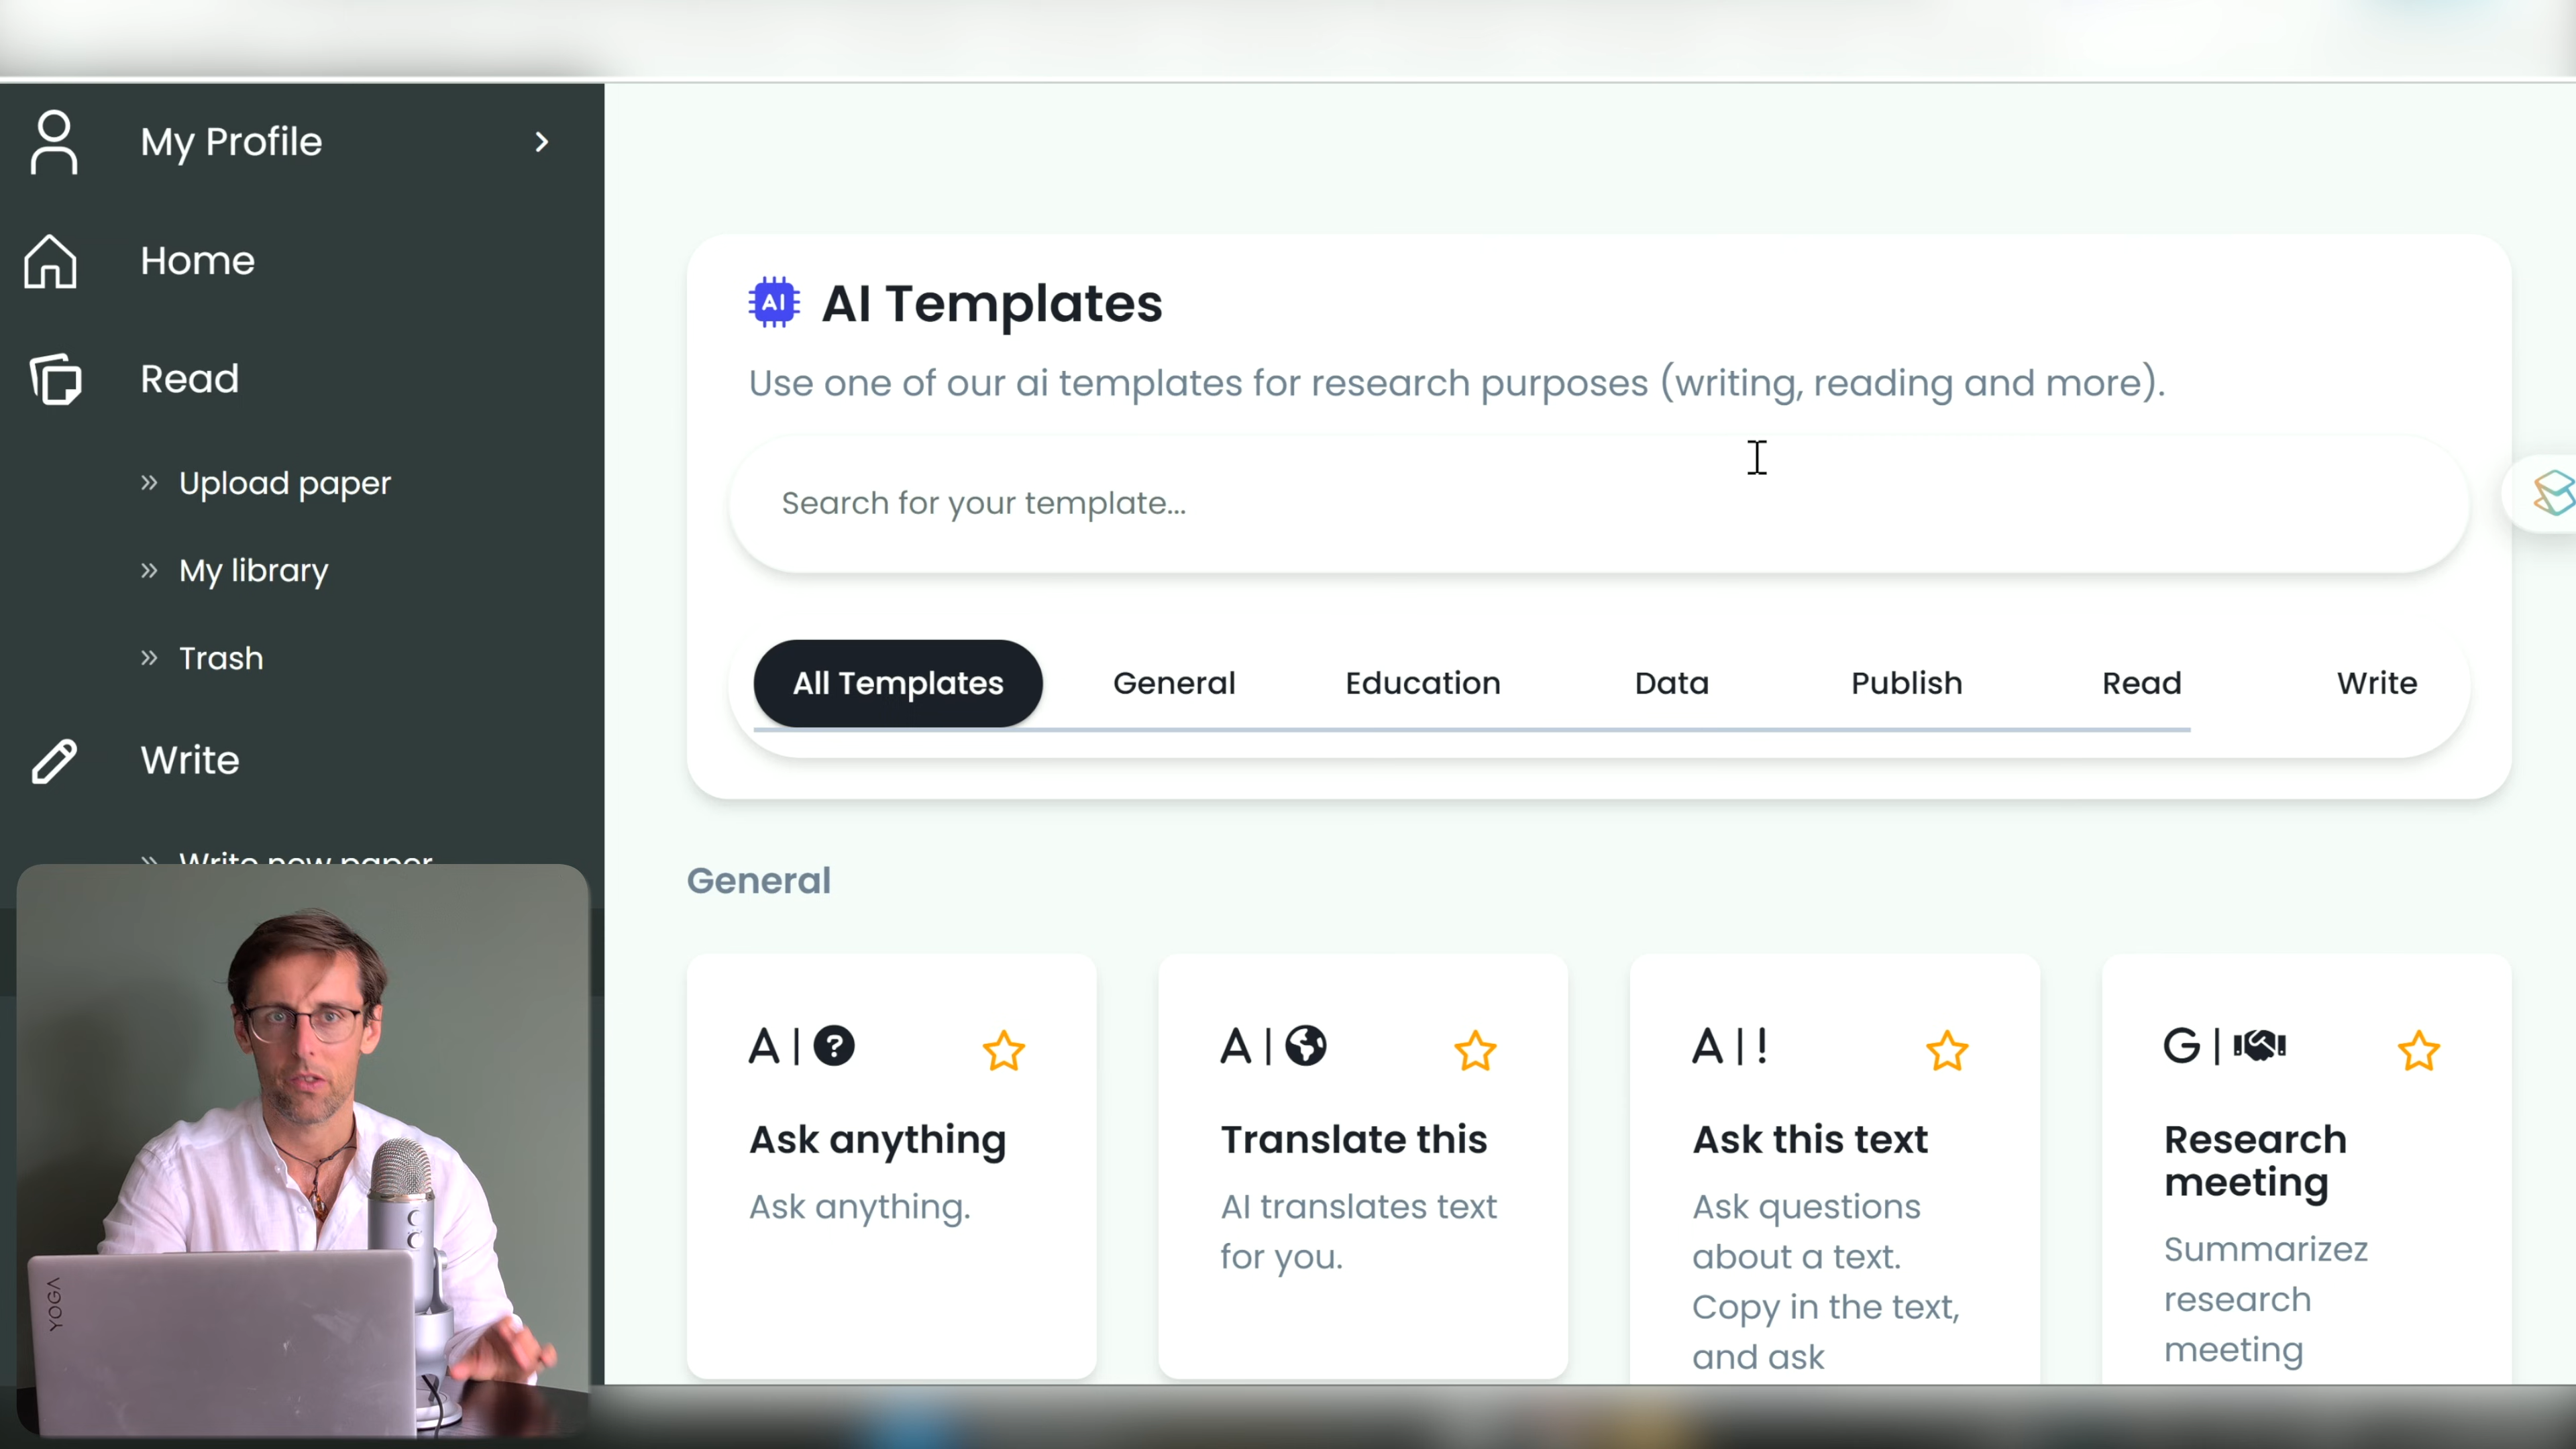 My Profile
Home
Read
» Upload paper
» My library
» Trash
Write
» Write new paper
AI
AI Templates
Use one of our ai templates for research purposes (writing, reading and more).
Search for your template...
All Templates
General
Education
Data
Publish
Read
Write
General
A | ?
Ask anything
Ask anything.
A |
Translate this
AI translates text
for you.
A | !
Ask this text
Ask questions
about a text.
Copy in the text,
and ask
G |
Research
meeting
Summarizez
research
meeting
YOGA